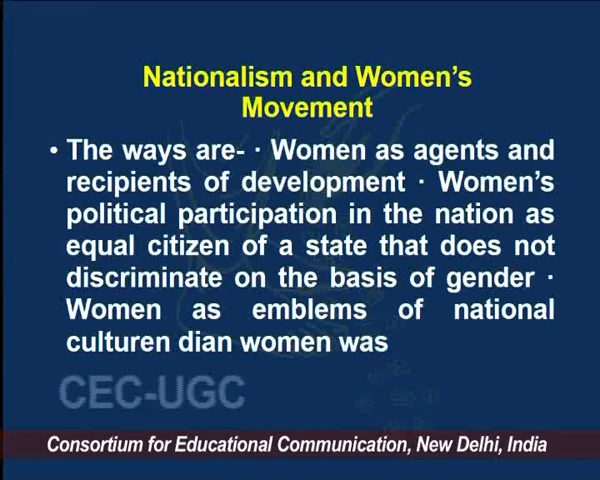 Nationalism and Women's
Movement
• The ways are- · Women as agents and
recipients of development · Women's
political participation in the nation as
equal citizen of a state that does not
discriminate on the basis of gender ·
Women as emblems of national
culturen dian women was
CEC-UGC
Consortium for Educational Communication, New Delhi, India